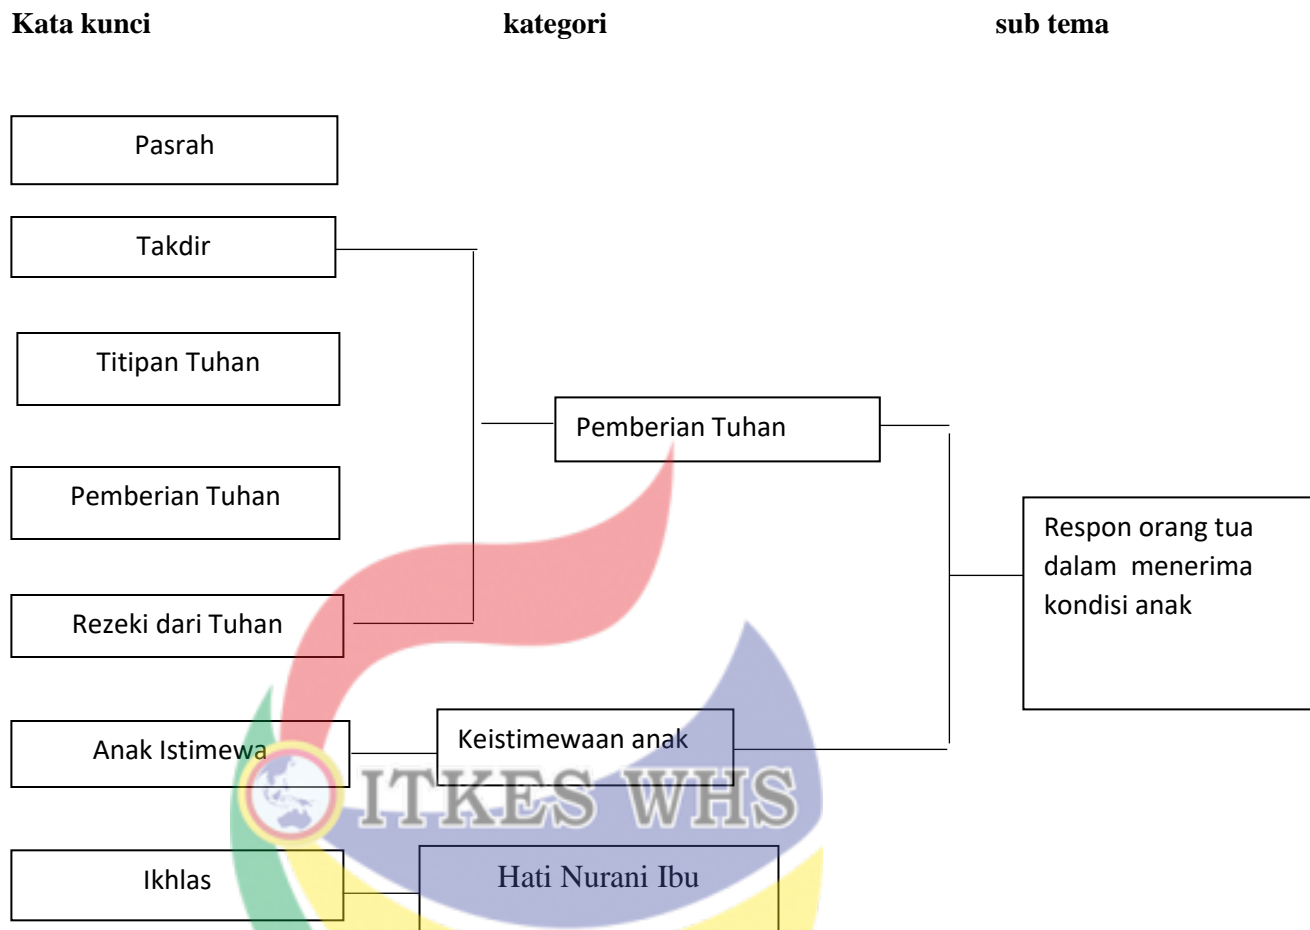 Kata kunci kategori sub tema
Pasrah
Takdir
Titipan Tuhan
Pemberian Tuhan
Pemberian Tuhan
Respon orang tua
dalam menerima
kondisi anak
Rezeki dari Tuhan
Anak Istimewa
Keistimewaan anak
ITKES WHS
Ikhlas
Hati Nurani Ibu